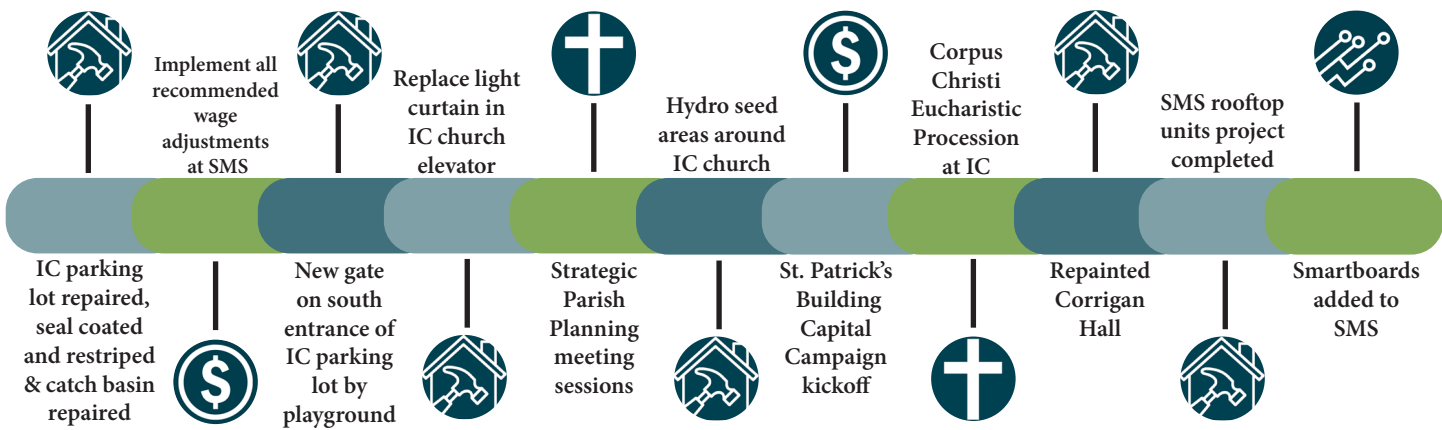 IC parking
lot repaired,
seal coated
and restriped
& catch basin
repaired
Implement all
recommended
wage
adjustments
at SMS
$
New gate
on south
entrance of
IC parking
lot by
playground
Replace light
curtain in
IC church
elevator
Strategic
Parish
Planning
meeting
sessions
Hydro seed
areas around
IC church
$
St. Patrick's
Building
Capital
Campaign
kickoff
Corpus
Christi
Eucharistic
Procession
at IC
Repainted
Corrigan
Hall
SMS rooftop
units project
completed
Smartboards
added to
SMS